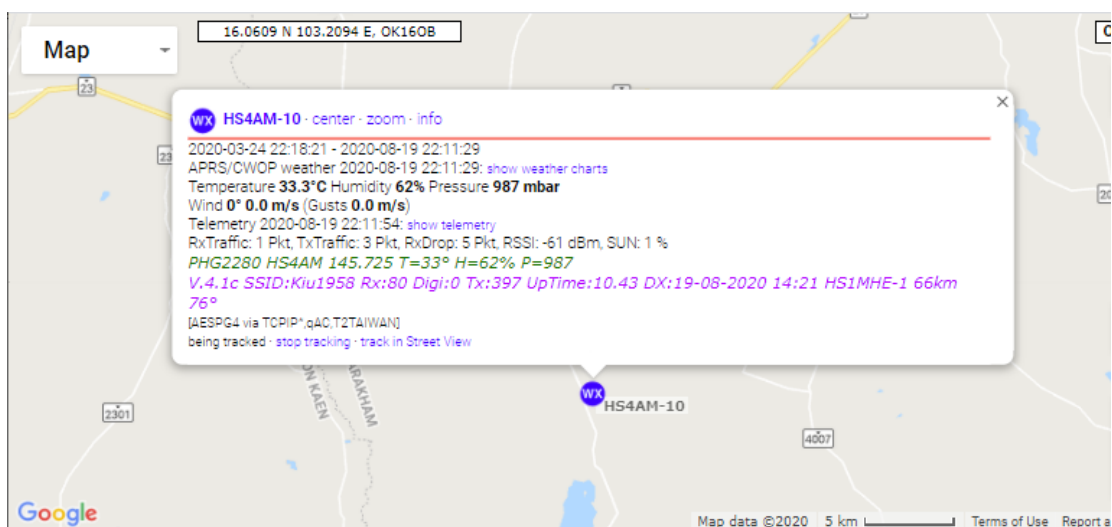 16.0609 N 103.2094 E, OK16OB
Map
23
HS4AM-10 · center · zoom · info
2020-03-24 22:18:21 - 2020-08-19 22:11:29
APRS/CWOP weather 2020-08-19 22:11:29: show weather charts
Temperature 33.3°C Humidity 62% Pressure 987 mbar
Wind 0° 0.0 m/s (Gusts 0.0 m/s)
Telemetry 2020-08-19 22:11:54: show telemetry
RxTraffic: 1 Pkt, TxTraffic: 3 Pkt, RxDrop: 5 Pkt, RSSI: -61 dBm, SUN: 1 %
PHG2280 HS4AM 145.725 T=33° H=62% P=987
V.4.1c SSID:Kiu1958 Rx:80 Digi:0 Tx:397 UpTime:10.43 DX:19-08-2020 14:21 HS1MHE-1 66km
76°
[AESPG4 via TCPIP*,qAC,T2TAIWAN]
being tracked · stop tracking · track in Street View
WX
HS4AM-10
2301
4007
Google
Map data ©2020 5 km Terms of Use Report a